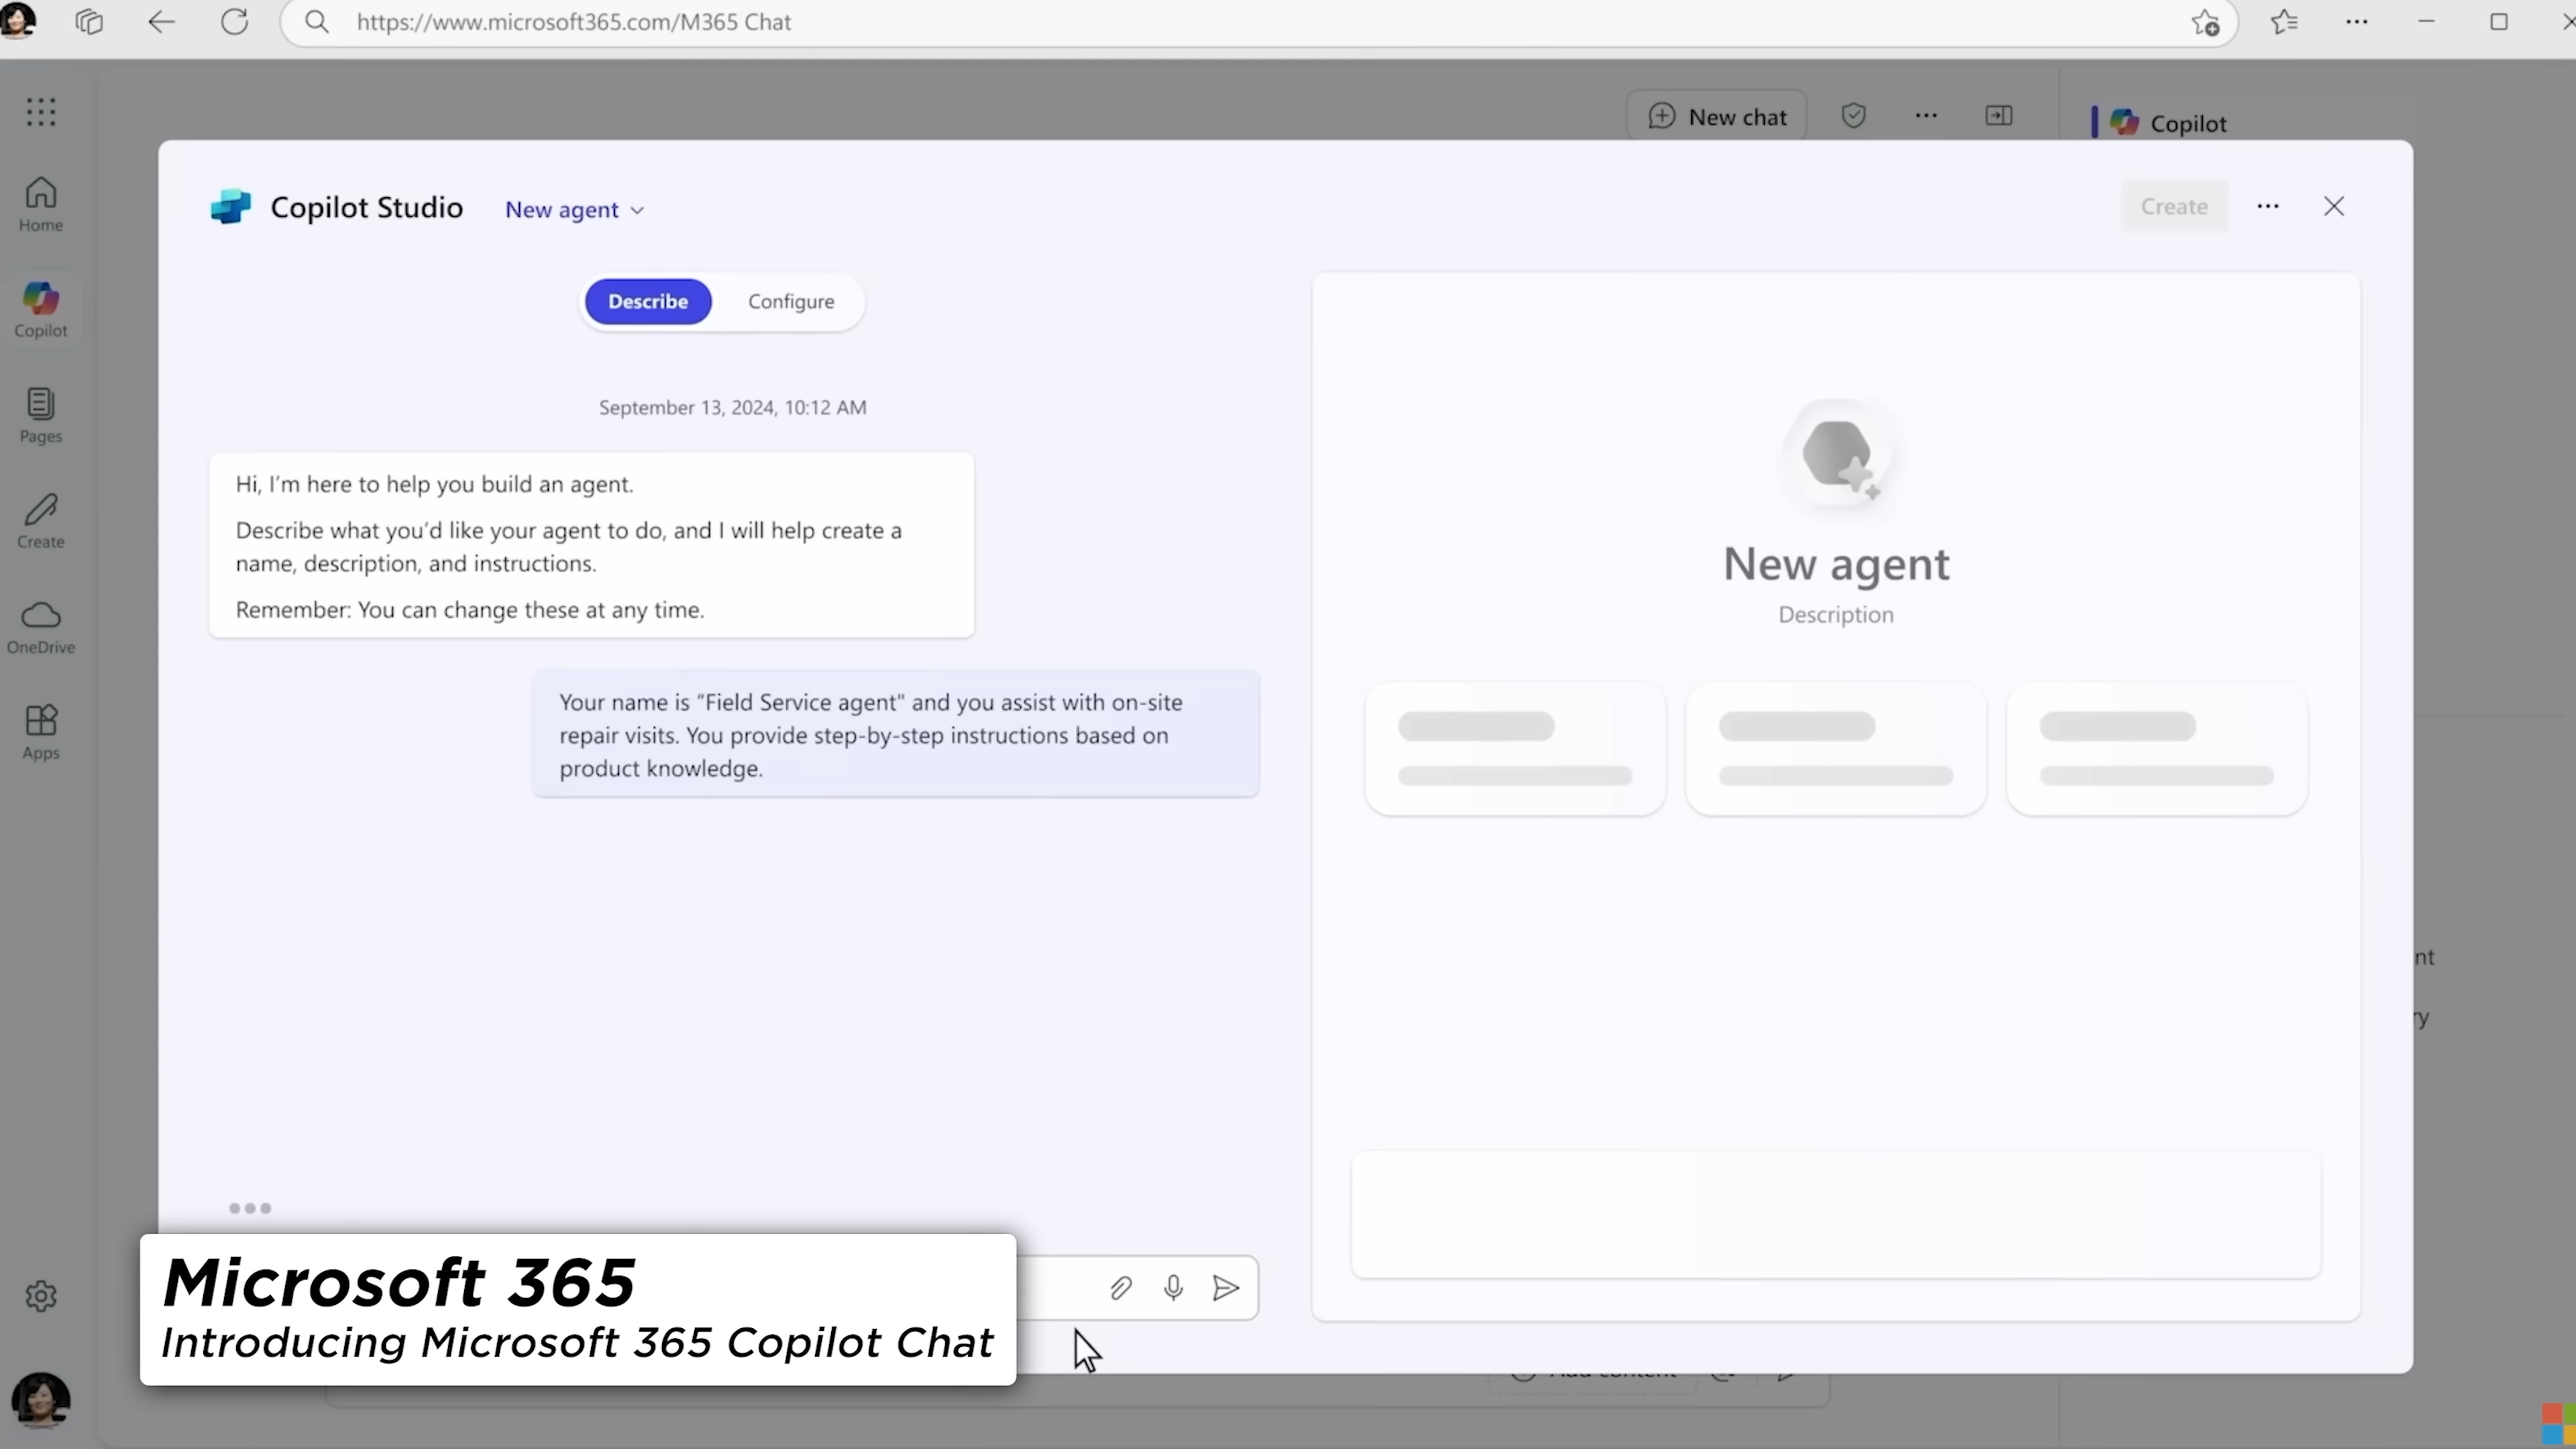 https://www.microsoft365.com/M365 Chat
New chat
Copilot
Home
Copilot
Pages
Create
OneDrive
Apps
Copilot Studio
New agent
Create
Describe
Configure
September 13, 2024, 10:12 AM
Hi, I'm here to help you build an agent.
Describe what you'd like your agent to do, and I will help create a
name, description, and instructions.
Remember: You can change these at any time.
Your name is “Field Service agent" and you assist with on-site
repair visits. You provide step-by-step instructions based on
product knowledge.
New agent
Description
nt
ry
Microsoft 365
Introducing Microsoft 365 Copilot Chat